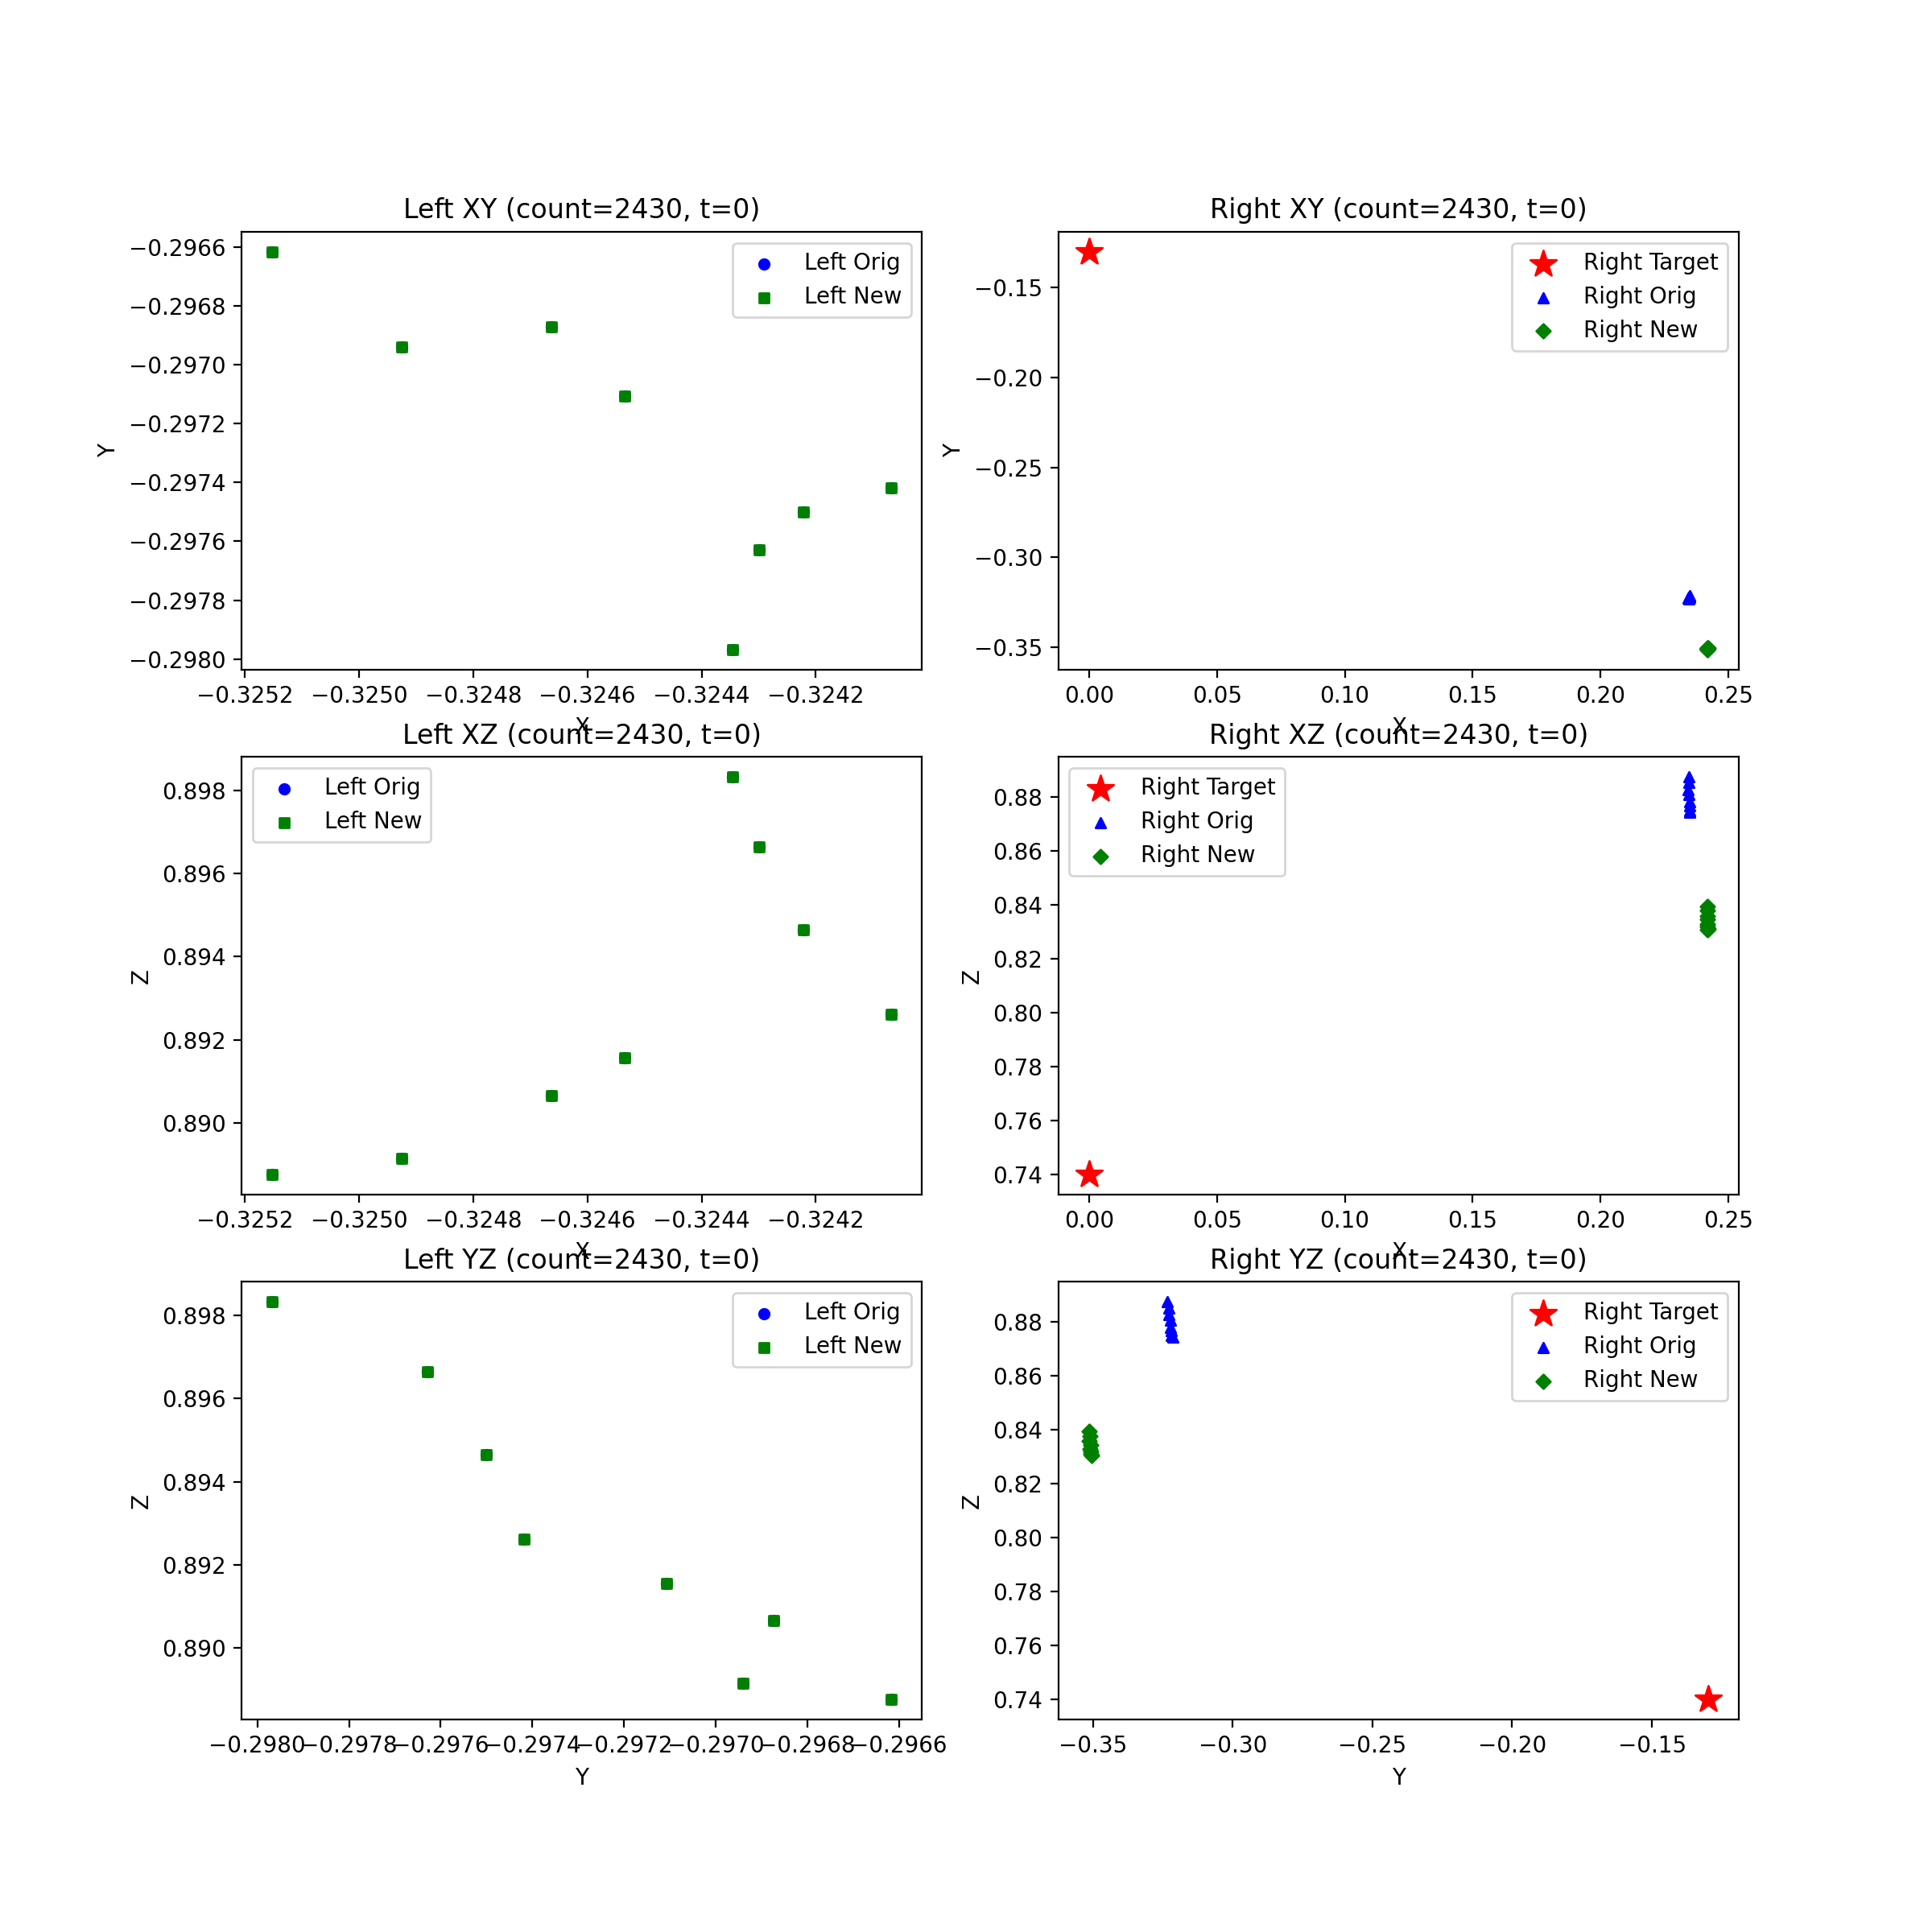 Left XY (count=2430, t=0)
−0.2966
−0.2968
−0.2970
−0.2972
−0.2974
−0.2976
−0.2978
−0.2980
Y
Left Orig
Left New
−0.3252 −0.3250 −0.3248 −0.3246 −0.3244 −0.3242
X
Right XY (count=2430, t=0)
−0.15
−0.20
−0.25
−0.30
−0.35
Y
Right Target
Right Orig
Right New
0.00 0.05 0.10 0.15 0.20 0.25
X
Left XZ (count=2430, t=0)
0.898
0.896
0.894
0.892
0.890
Z
Left Orig
Left New
−0.3252 −0.3250 −0.3248 −0.3246 −0.3244 −0.3242
X
Right XZ (count=2430, t=0)
0.88
0.86
0.84
0.82
0.80
0.78
0.76
0.74
Z
Right Target
Right Orig
Right New
0.00 0.05 0.10 0.15 0.20 0.25
X
Left YZ (count=2430, t=0)
0.898
0.896
0.894
0.892
0.890
Z
Left Orig
Left New
−0.2980 −0.2978 −0.2976 −0.2974 −0.2972 −0.2970 −0.2968 −0.2966
Y
Right YZ (count=2430, t=0)
0.88
0.86
0.84
0.82
0.80
0.78
0.76
0.74
Z
Right Target
Right Orig
Right New
−0.35 −0.30 −0.25 −0.20 −0.15
Y